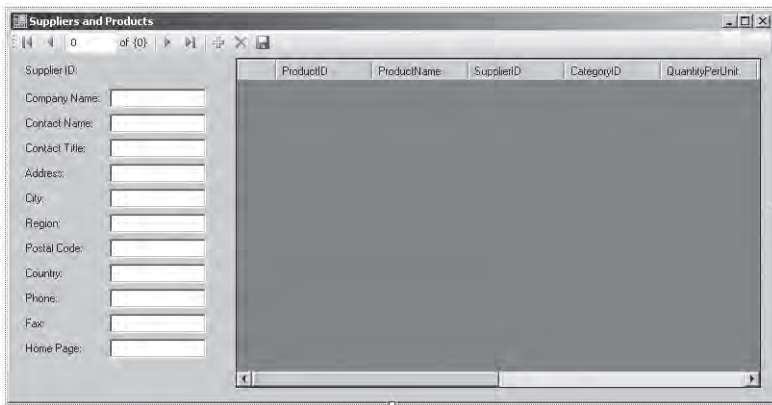 Suppliers and Products
0 of {0}
Supplier ID:
Company Name:
Contact Name:
Contact Title:
Address:
City:
Region:
Postal Code:
Country:
Phone:
Fax:
Home Page:
ProductID ProductName SupplierID CategoryID QuantityPerUnit